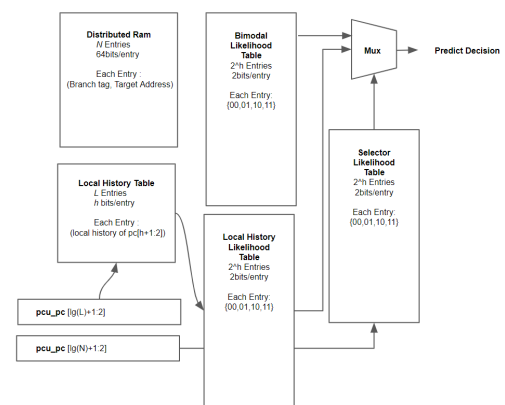 Distributed Ram
N Entries
64bits/entry
Each Entry :
(Branch tag, Target Address)
Bimodal
Likelihood
Table
2^h Entries
2bits/entry
Each Entry:
{00,01,10,11}
Mux
Predict Decision
Selector
Likelihood
Table
2^h Entries
2bits/entry
Each Entry:
{00,01,10,11}
Local History Table
L Entries
h bits/entry
Each Entry :
(local history of pc[h+1:2])
Local History
Likelihood
Table
2^h Entries
2bits/entry
Each Entry:
{00,01,10,11}
pcu_pc [lg(L)+1:2]
pcu_pc [lg(N)+1:2]